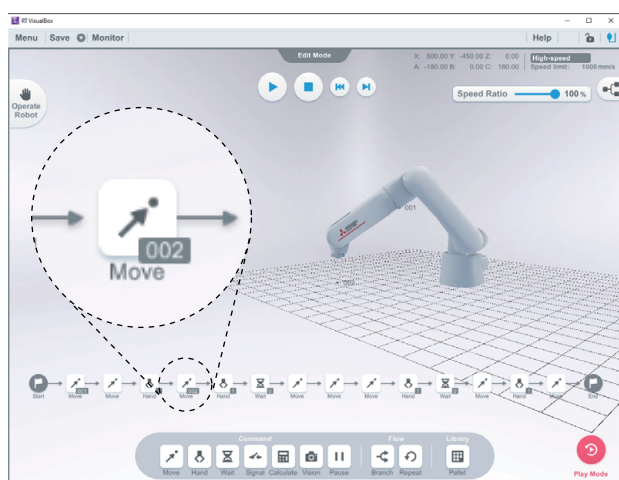 RT VisualBox
Menu Save Monitor Help
Edit Mode
X: 500.00 Y: -450.00 Z: 0.00 High-speed
A: -180.00 B: 0.00 C: 180.00 Speed limit: 1000 mm/s
Operate
Robot
Speed Ratio 100 %
001
002
Move
002
Start Move Move Hand Move Hand Wait Move Move Move Hand Wait Move Hand Move End
Command Flow Library
Move Hand Wait Signal Calculate Vision Pause Branch Repeat Pallet
Play Mode